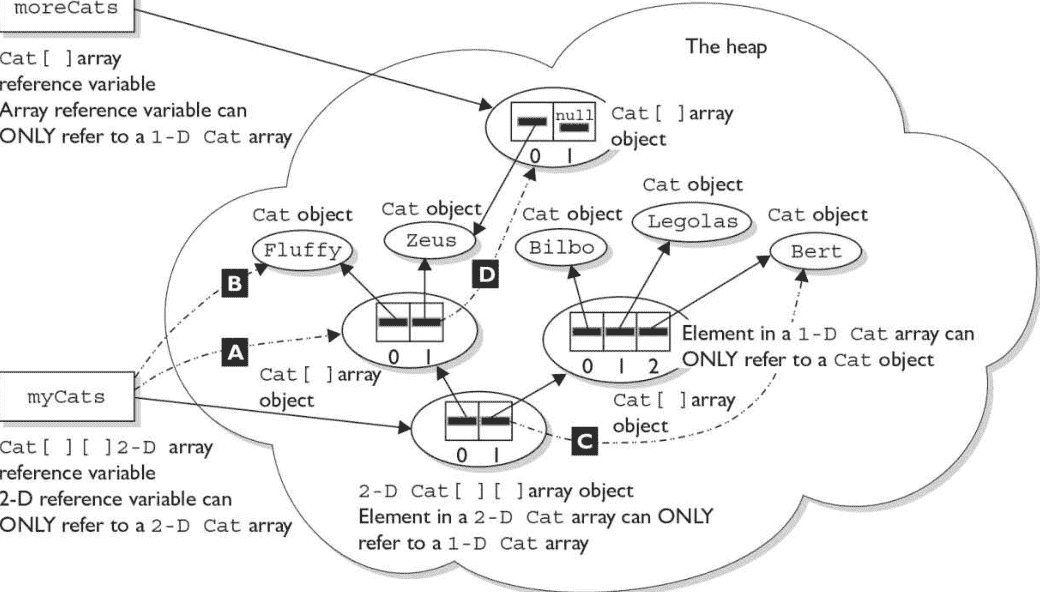 moreCats
Cat[ ]array
reference variable
Array reference variable can
ONLY refer to a 1-D Cat array
The heap
null
0 1
Cat[ ]array
object
Cat object
Fluffy
Cat object
Zeus
Cat object
Bilbo
Cat object
Legolas
Cat object
Bert
B
D
A
0 1
Cat[ ]array
object
0 1 2
Element in a 1-D Cat array can
ONLY refer to a Cat object
Cat[ ]array
object
C
myCats
Cat[ ][ ]2-D array
reference variable
2-D reference variable can
ONLY refer to a 2-D Cat array
0 1
2-D Cat[ ][ ]array object
Element in a 2-D Cat array can ONLY
refer to a 1-D Cat array